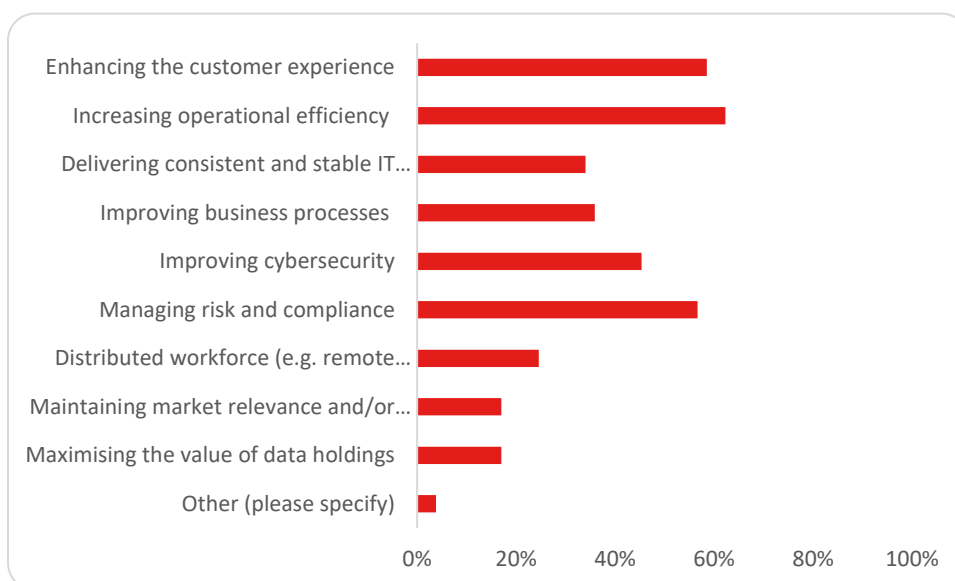 Enhancing the customer experience
Increasing operational efficiency
Delivering consistent and stable IT…
Improving business processes
Improving cybersecurity
Managing risk and compliance
Distributed workforce (e.g. remote…
Maintaining market relevance and/or…
Maximising the value of data holdings
Other (please specify)
0% 20% 40% 60% 80% 100%